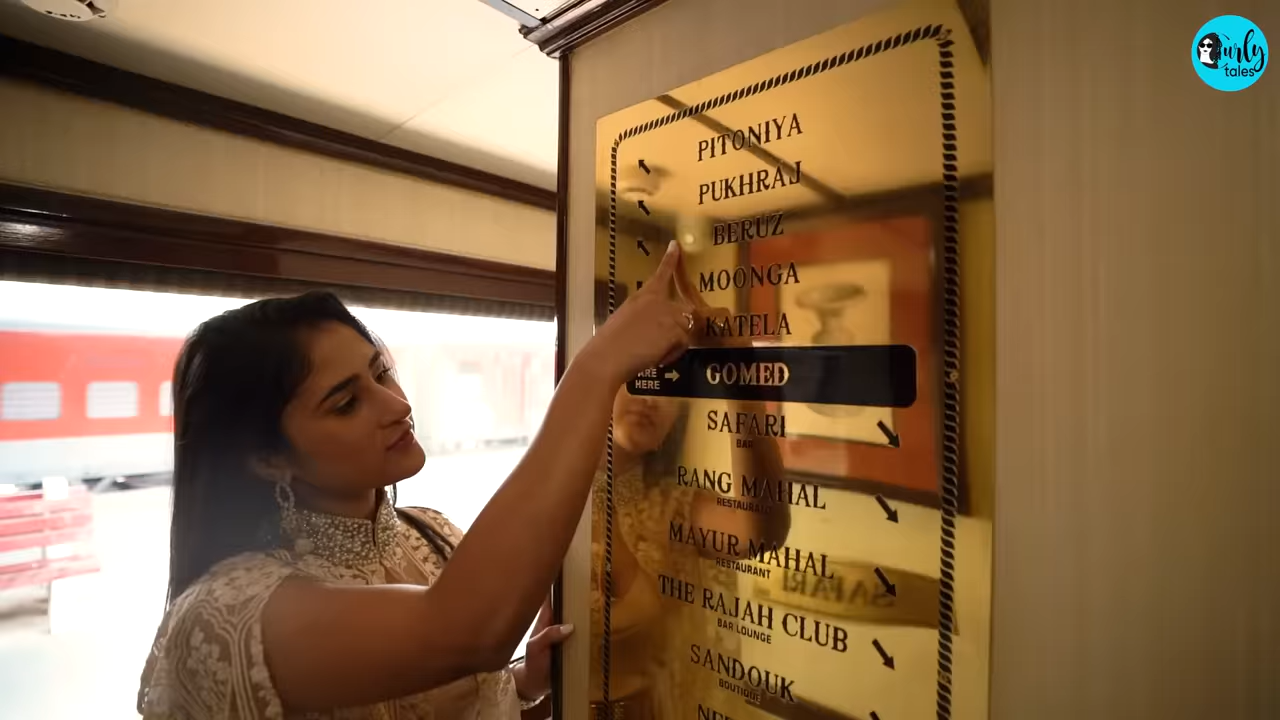 Curly
tales
PITONIYA
PUKHRAJ
BERUZ
MOONGA
KATELA
ARE
HERE
GOMED
SAFARI
BAR
RANG MAHAL
RESTAURANT
MAYUR MAHAL
RESTAURANT
THE RAJAH CLUB
BAR LOUNGE
SANDOUK
BOUTIQUE
SAFARI